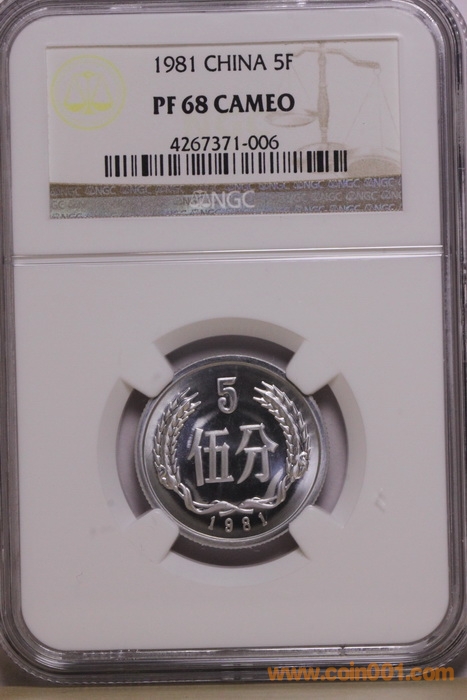 1981 CHINA 5F
PF 68 CAMEO
4267371-006
NGC
5
伍分
1981
www.coin001.com